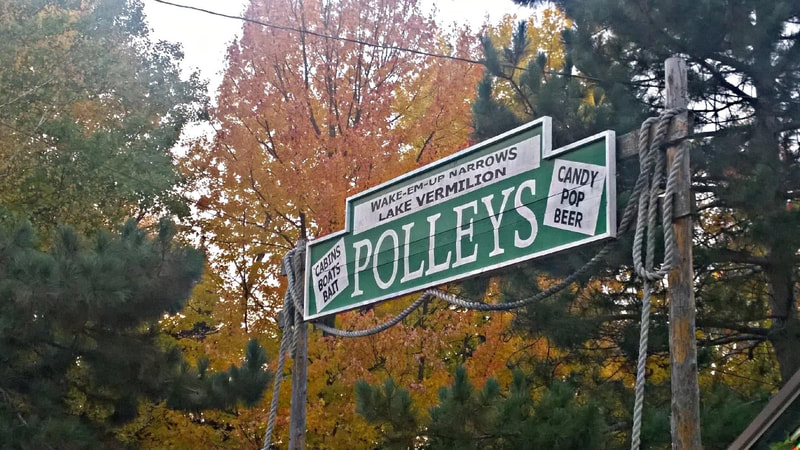 WAKE-EM-UP NARROWS
LAKE VERMILION
CABINS
BOATS
BAIT
POLLEYS
CANDY
POP
BEER